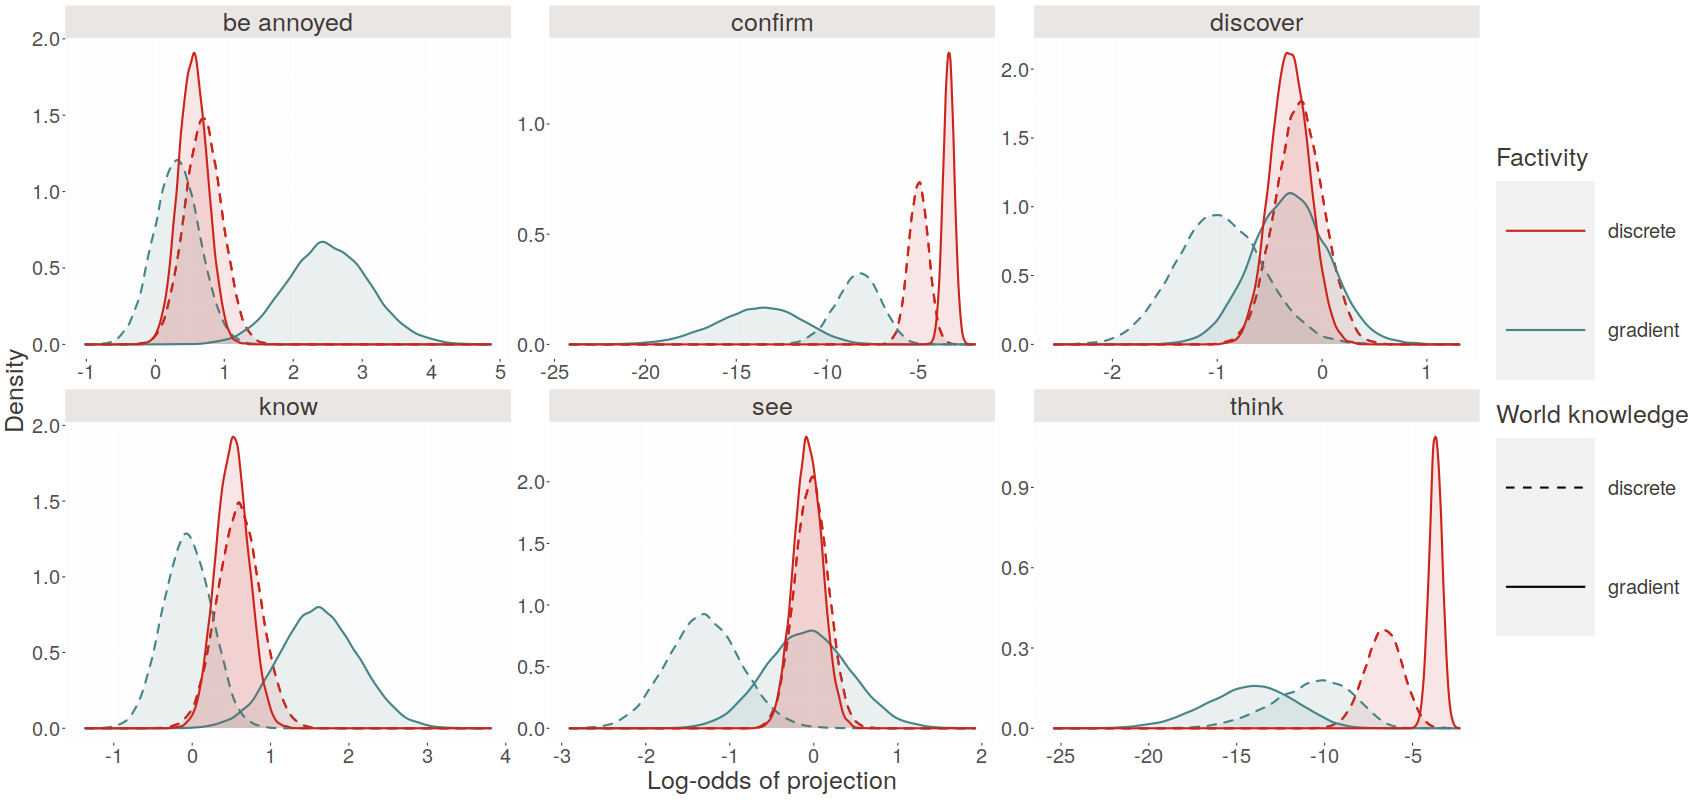 be annoyed
confirm
discover
2.0
1.5
1.0
0.5
0.0
-1 0 1 2 3 4 5
1.0
0.5
0.0
-25 -20 -15 -10 -5
2.0
1.5
1.0
0.5
0.0
-2 -1 0 1
know
see
think
2.0
1.5
1.0
0.5
0.0
-1 0 1 2 3 4
2.0
1.5
1.0
0.5
0.0
-3 -2 -1 0 1 2
0.9
0.6
0.3
0.0
-25 -20 -15 -10 -5
Density
Log-odds of projection
Factivity
discrete
gradient
World knowledge
discrete
gradient